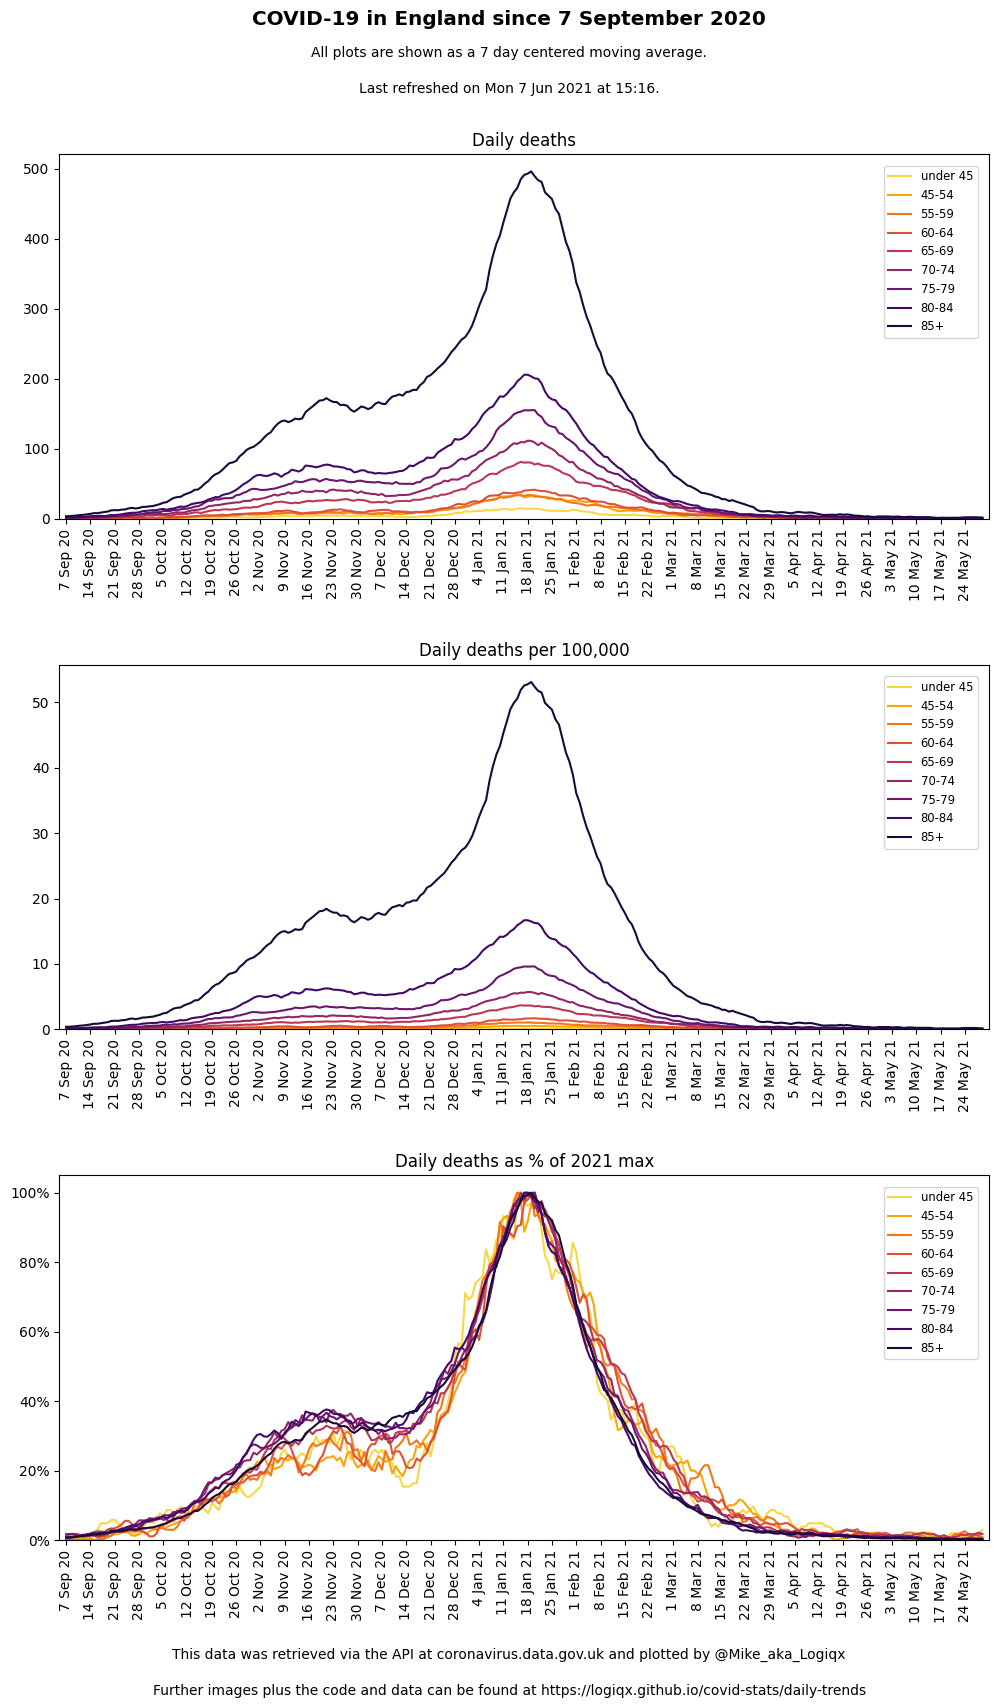 COVID-19 in England since 7 September 2020
All plots are shown as a 7 day centered moving average.
Last refreshed on Mon 7 Jun 2021 at 15:16.
Daily deaths
500
400
300
200
100
0
under 45
45-54
55-59
60-64
65-69
70-74
75-79
80-84
85+
7 Sep 20
14 Sep 20
21 Sep 20
28 Sep 20
5 Oct 20
12 Oct 20
19 Oct 20
26 Oct 20
2 Nov 20
9 Nov 20
16 Nov 20
23 Nov 20
30 Nov 20
7 Dec 20
14 Dec 20
21 Dec 20
28 Dec 20
4 Jan 21
11 Jan 21
18 Jan 21
25 Jan 21
1 Feb 21
8 Feb 21
15 Feb 21
22 Feb 21
1 Mar 21
8 Mar 21
15 Mar 21
22 Mar 21
29 Mar 21
5 Apr 21
12 Apr 21
19 Apr 21
26 Apr 21
3 May 21
10 May 21
17 May 21
24 May 21
Daily deaths per 100,000
50
40
30
20
10
0
under 45
45-54
55-59
60-64
65-69
70-74
75-79
80-84
85+
7 Sep 20
14 Sep 20
21 Sep 20
28 Sep 20
5 Oct 20
12 Oct 20
19 Oct 20
26 Oct 20
2 Nov 20
9 Nov 20
16 Nov 20
23 Nov 20
30 Nov 20
7 Dec 20
14 Dec 20
21 Dec 20
28 Dec 20
4 Jan 21
11 Jan 21
18 Jan 21
25 Jan 21
1 Feb 21
8 Feb 21
15 Feb 21
22 Feb 21
1 Mar 21
8 Mar 21
15 Mar 21
22 Mar 21
29 Mar 21
5 Apr 21
12 Apr 21
19 Apr 21
26 Apr 21
3 May 21
10 May 21
17 May 21
24 May 21
Daily deaths as % of 2021 max
100%
80%
60%
40%
20%
0%
under 45
45-54
55-59
60-64
65-69
70-74
75-79
80-84
85+
7 Sep 20
14 Sep 20
21 Sep 20
28 Sep 20
5 Oct 20
12 Oct 20
19 Oct 20
26 Oct 20
2 Nov 20
9 Nov 20
16 Nov 20
23 Nov 20
30 Nov 20
7 Dec 20
14 Dec 20
21 Dec 20
28 Dec 20
4 Jan 21
11 Jan 21
18 Jan 21
25 Jan 21
1 Feb 21
8 Feb 21
15 Feb 21
22 Feb 21
1 Mar 21
8 Mar 21
15 Mar 21
22 Mar 21
29 Mar 21
5 Apr 21
12 Apr 21
19 Apr 21
26 Apr 21
3 May 21
10 May 21
17 May 21
24 May 21
This data was retrieved via the API at coronavirus.data.gov.uk and plotted by @Mike_aka_Logiqx
Further images plus the code and data can be found at https://logiqx.github.io/covid-stats/daily-trends